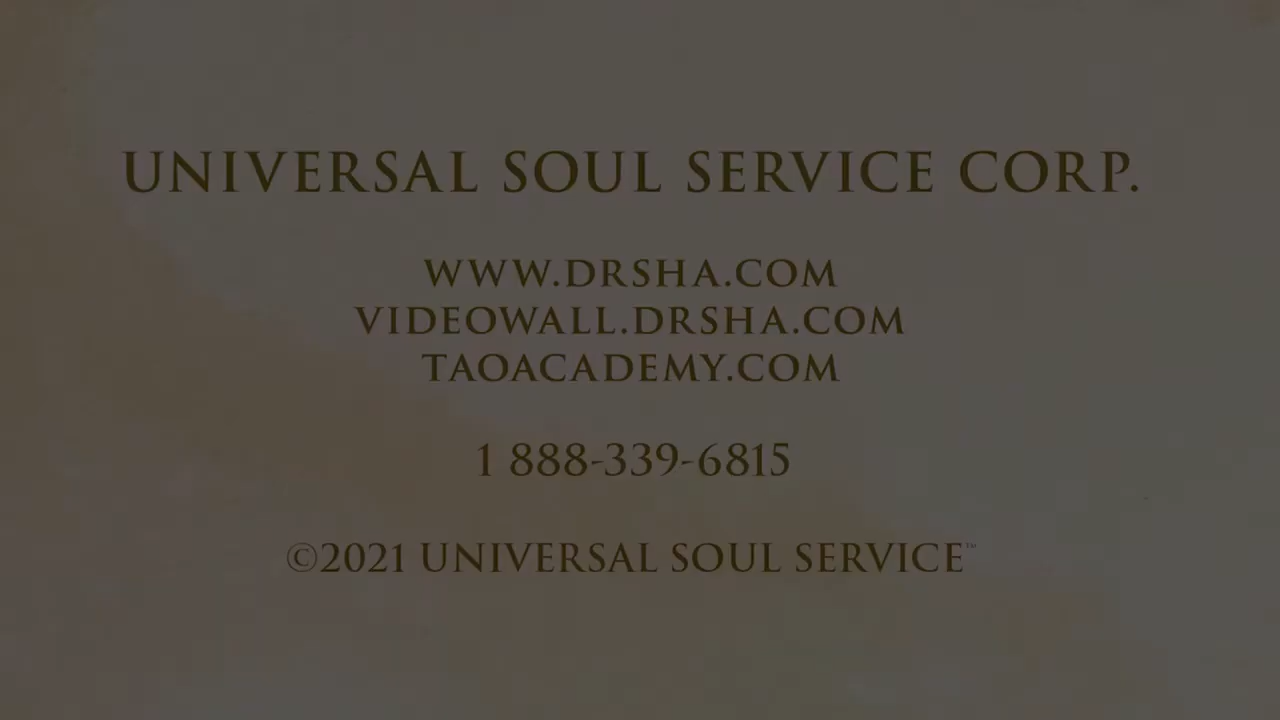 UNIVERSAL SOUL SERVICE CORP.
WWW.DRSHA.COM
VIDEOWALL.DRSHA.COM
TAOACADEMY.COM
1 888-339-6815
©2021 UNIVERSAL SOUL SERVICE™